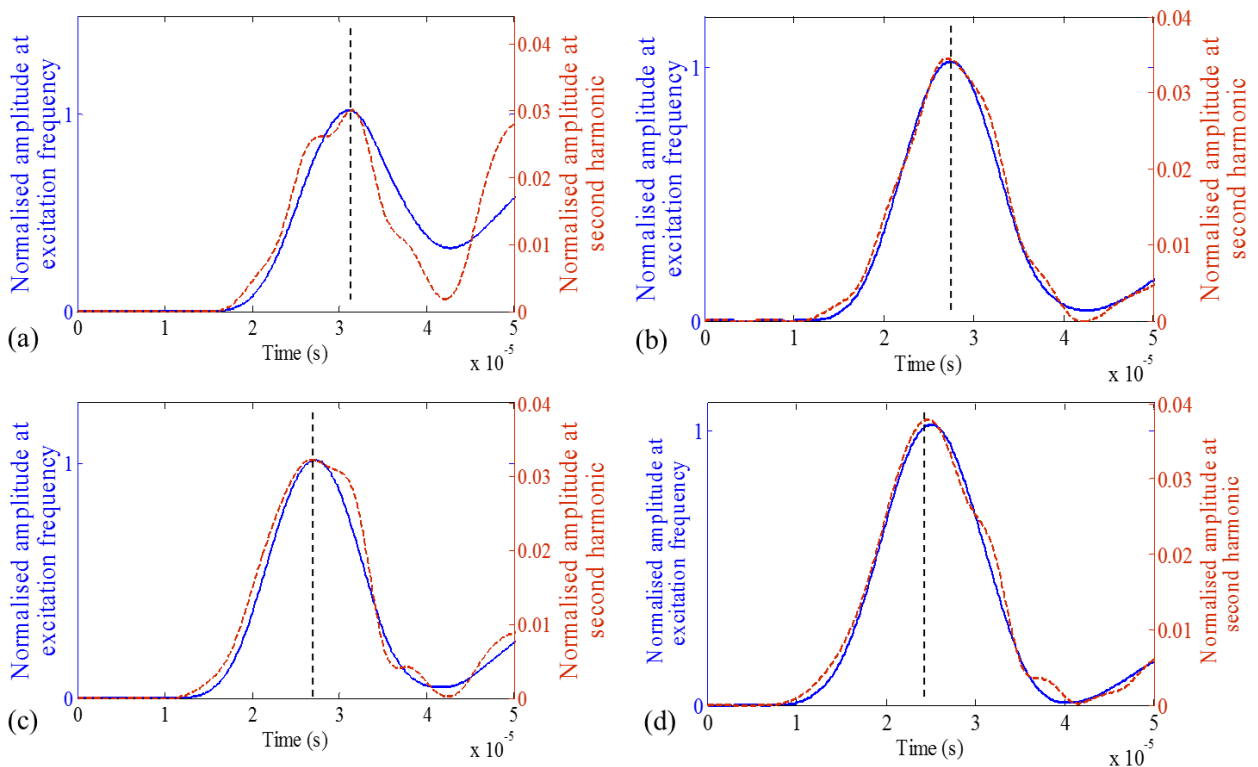 Normalised amplitude at
excitation frequency
1
0
0.04
0.03
0.02
0.01
0
Normalised amplitude at
second harmonic
0
1
2
3
4
5
Time (s)
x 10-5
(a)
Normalised amplitude at
excitation frequency
1
0
0.04
0.03
0.02
0.01
0
Normalised amplitude at
second harmonic
0
1
2
3
4
5
Time (s)
x 10-5
(b)
Normalised amplitude at
excitation frequency
1
0
0.04
0.03
0.02
0.01
0
Normalised amplitude at
second harmonic
0
1
2
3
4
5
Time (s)
x 10-5
(c)
Normalised amplitude at
excitation frequency
1
0
0.04
0.03
0.02
0.01
0.00
Normalised amplitude at
second harmonic
0
1
2
3
4
5
Time (s)
x 10-5
(d)